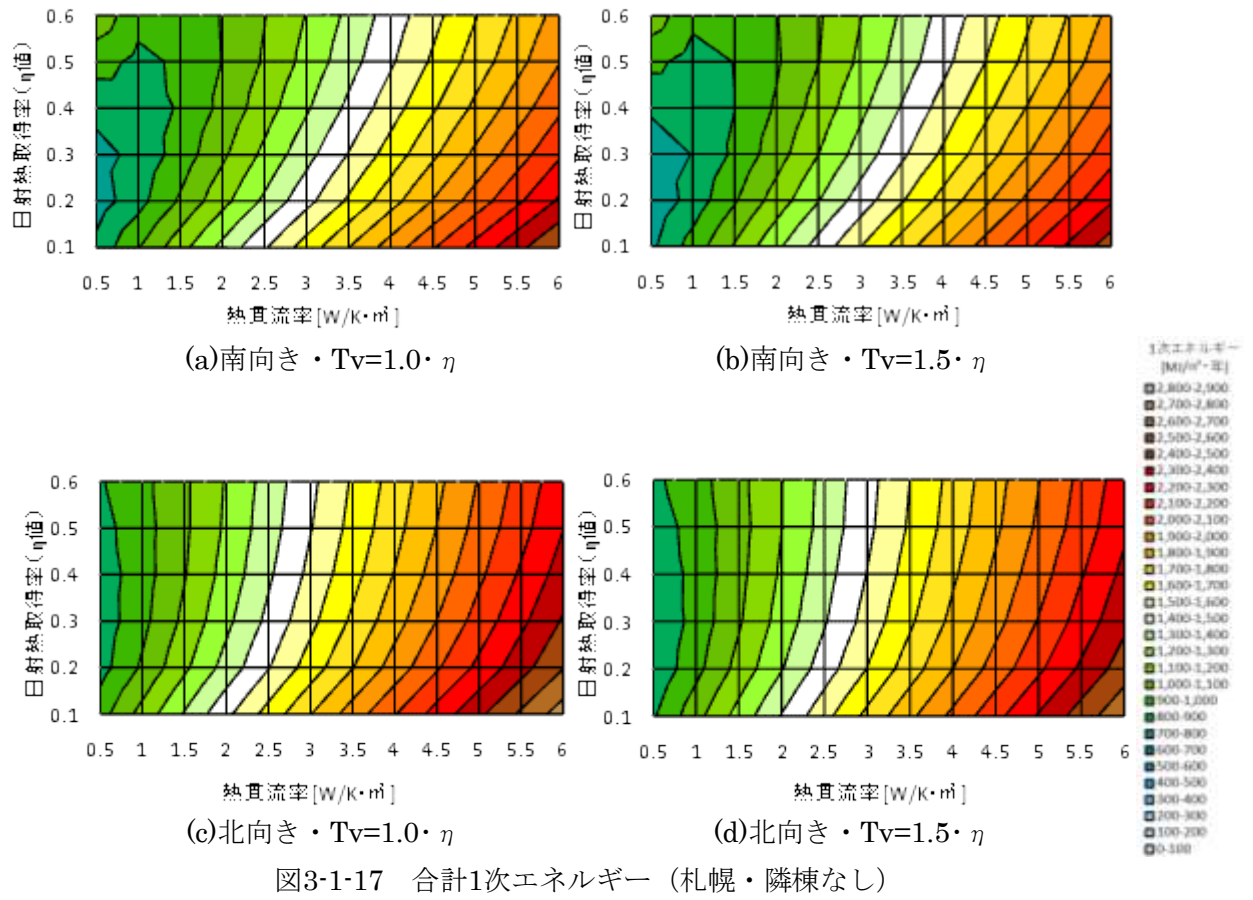 日射熱取得率(η値)
0.6
0.5
0.4
0.3
0.2
0.1
0.5 1 1.5 2 2.5 3 3.5 4 4.5 5 5.5 6
熱貫流率[W/K・㎡]
(a)南向き・Tv=1.0・η
日射熱取得率(η値)
0.6
0.5
0.4
0.3
0.2
0.1
0.5 1 1.5 2 2.5 3 3.5 4 4.5 5 5.5 6
熱貫流率[W/K・㎡]
(b)南向き・Tv=1.5・η
日射熱取得率(η値)
0.6
0.5
0.4
0.3
0.2
0.1
0.5 1 1.5 2 2.5 3 3.5 4 4.5 5 5.5 6
熱貫流率[W/K・㎡]
(c)北向き・Tv=1.0・η
日射熱取得率(η値)
0.6
0.5
0.4
0.3
0.2
0.1
0.5 1 1.5 2 2.5 3 3.5 4 4.5 5 5.5 6
熱貫流率[W/K・㎡]
(d)北向き・Tv=1.5・η
1次エネルギー
[MJ/㎡・年]
2,800-2,900
2,700-2,800
2,600-2,700
2,500-2,600
2,400-2,500
2,300-2,400
2,200-2,300
2,100-2,200
2,000-2,100
1,900-2,000
1,800-1,900
1,700-1,800
1,600-1,700
1,500-1,600
1,400-1,500
1,300-1,400
1,200-1,300
1,100-1,200
1,000-1,100
900-1,000
800-900
700-800
600-700
500-600
400-500
300-400
200-300
100-200
0-100
図3-1-17 合計1次エネルギー（札幌・隣棟なし）